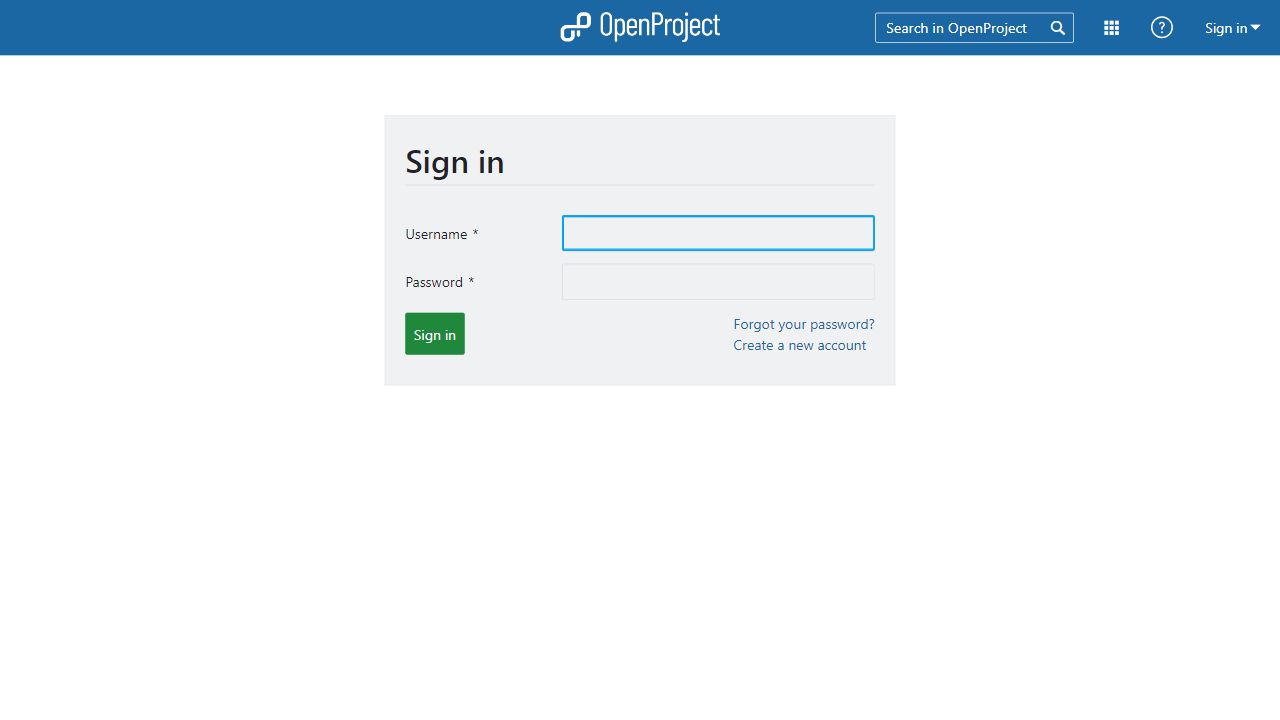 OpenProject
Search in OpenProject
?
Sign in
Sign in
Username *
Password *
Sign in
Forgot your password?
Create a new account